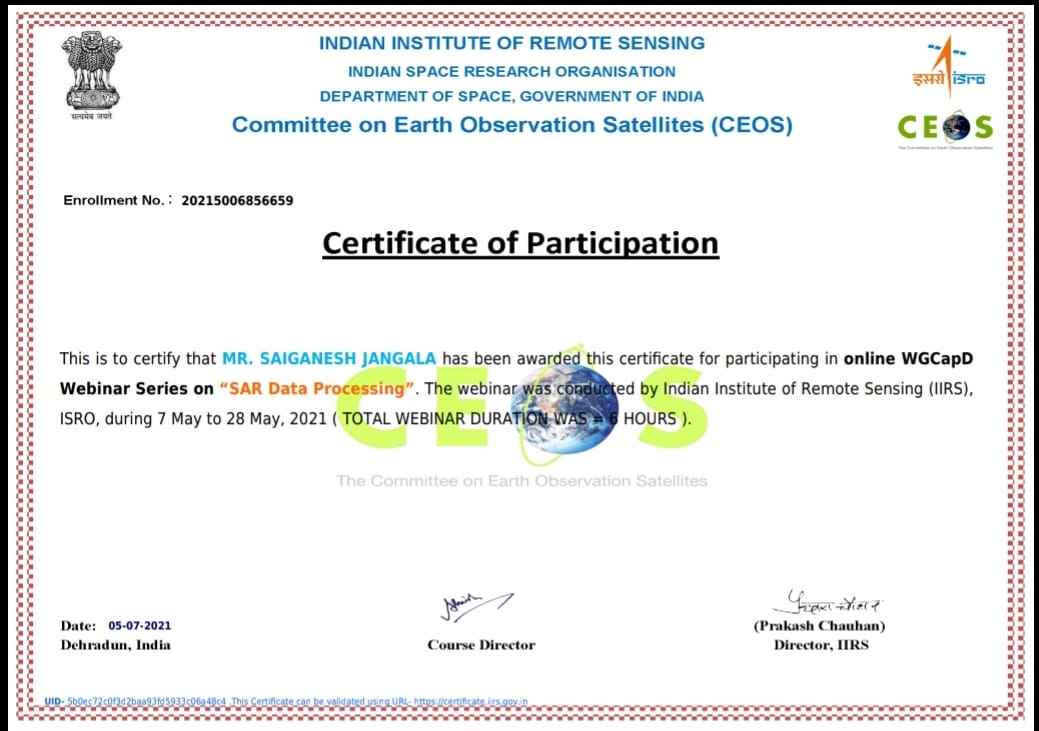 INDIAN INSTITUTE OF REMOTE SENSING
INDIAN SPACE RESEARCH ORGANISATION
DEPARTMENT OF SPACE, GOVERNMENT OF INDIA
Committee on Earth Observation Satellites (CEOS)
सत्यमेव जयते
इसरो isro
CEOS
The Committee on Earth Observation Satellites
Enrollment No. : 20215006856659
Certificate of Participation
This is to certify that MR. SAIGANESH JANGALA has been awarded this certificate for participating in online WGCapD
Webinar Series on “SAR Data Processing”. The webinar was conducted by Indian Institute of Remote Sensing (IIRS),
ISRO, during 7 May to 28 May, 2021 ( TOTAL WEBINAR DURATION WAS = 6 HOURS ).
CEOS
The Committee on Earth Observation Satellites
Date: 05-07-2021
Dehradun, India
Course Director
(Prakash Chauhan)
Director, IIRS
UID- 5b0ec72c0f3d2baa93fd5933c06a48c4 .This Certificate can be validated using URL- https://certificate.iirs.gov.in